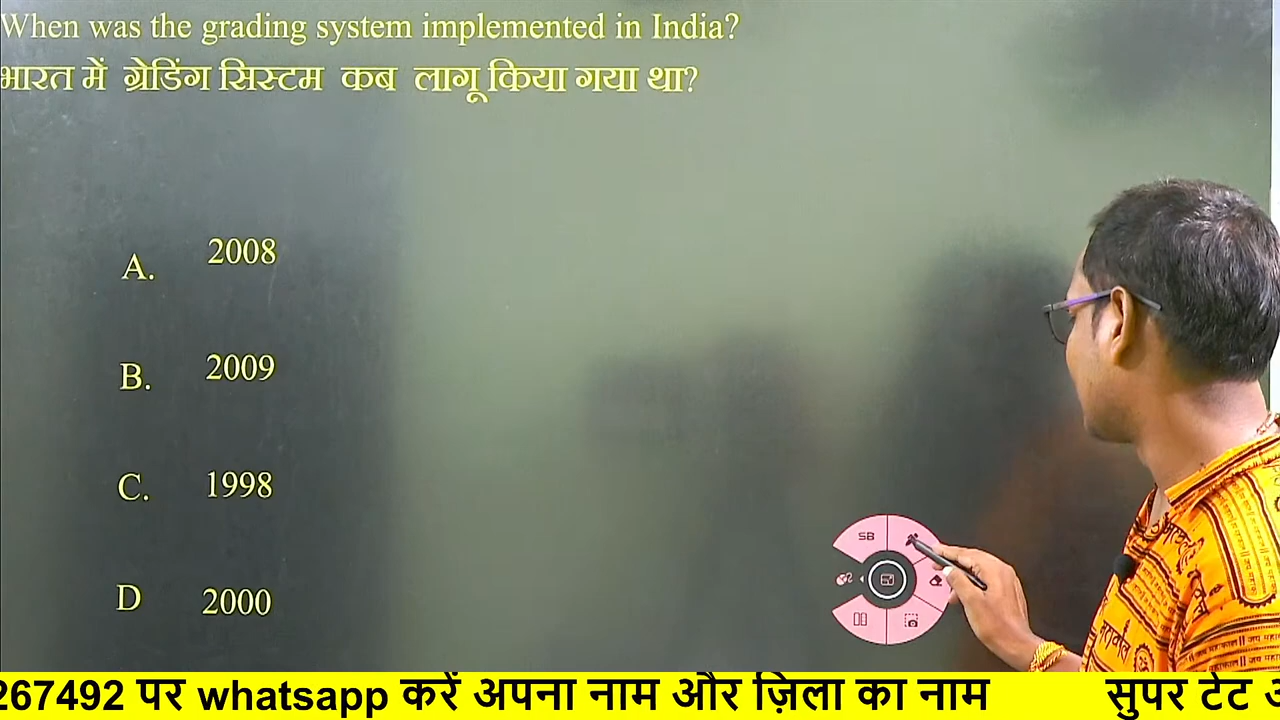 When was the grading system implemented in India?
भारत में ग्रेडिंग सिस्टम कब लागू किया गया था?
A. 2008
B. 2009
C. 1998
D 2000
SB
267492 पर whatsapp करें अपना नाम और ज़िला का नाम सुपर टेट